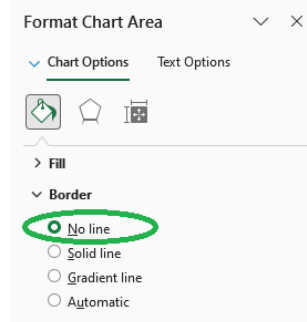 Format Chart Area
Chart Options Text Options
Fill
Border
No line
Solid line
Gradient line
Automatic